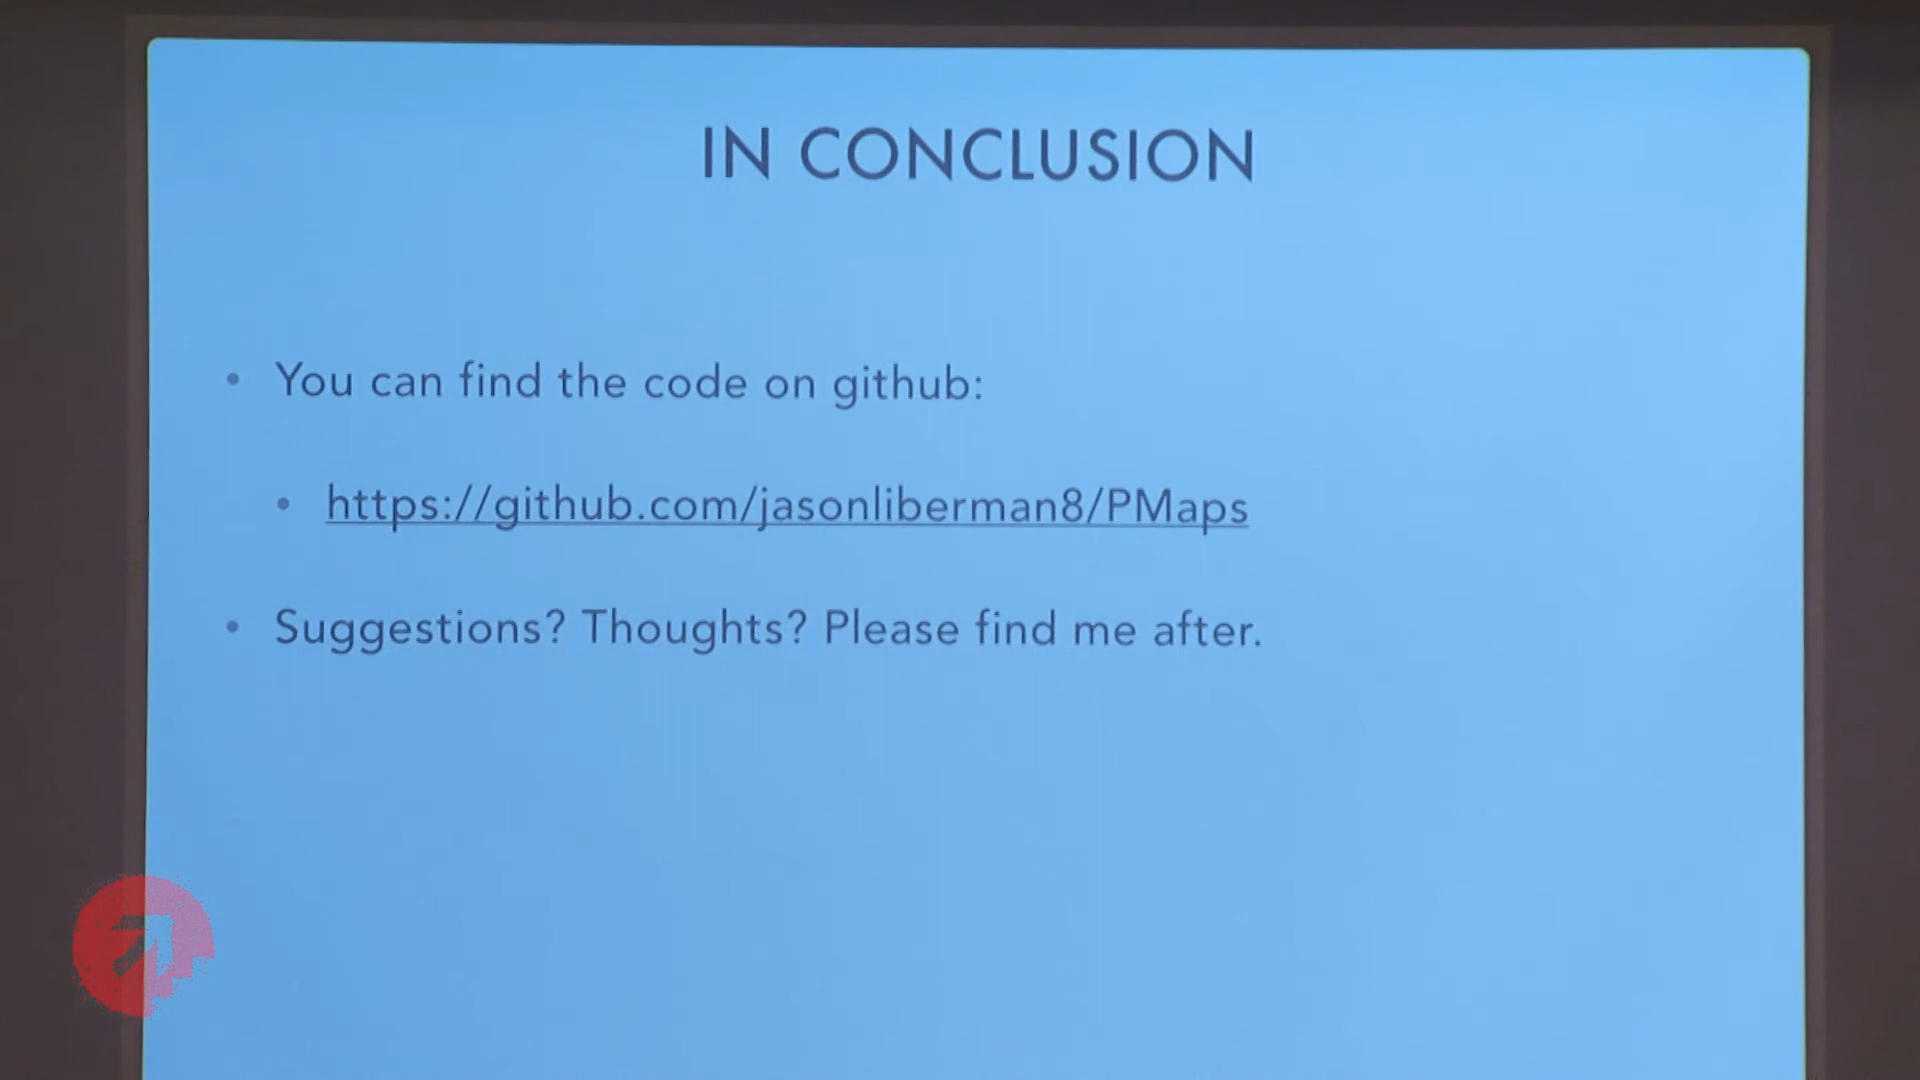 IN CONCLUSION
• You can find the code on github:
• https://github.com/jasonliberman8/PMaps
• Suggestions? Thoughts? Please find me after.